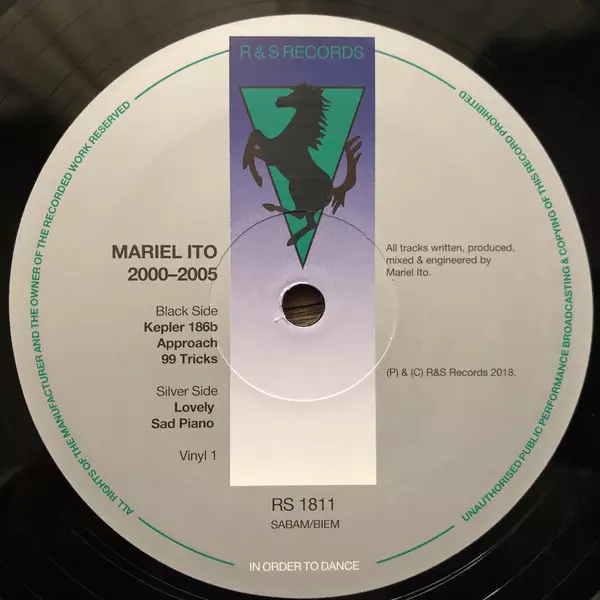 R & S RECORDS
ALL RIGHTS OF THE MANUFACTURER AND THE OWNER OF THE RECORDED WORK RESERVED
UNAUTHORISED PUBLIC PERFORMANCE BROADCASTING & COPYING OF THIS RECORD PROHIBITED
MARIEL ITO
2000–2005
Black Side
Kepler 186b
Approach
99 Tricks
Silver Side
Lovely
Sad Piano
Vinyl 1
All tracks written, produced,
mixed & engineered by
Mariel Ito.
(P) & (C) R&S Records 2018.
RS 1811
SABAM/BIEM
IN ORDER TO DANCE